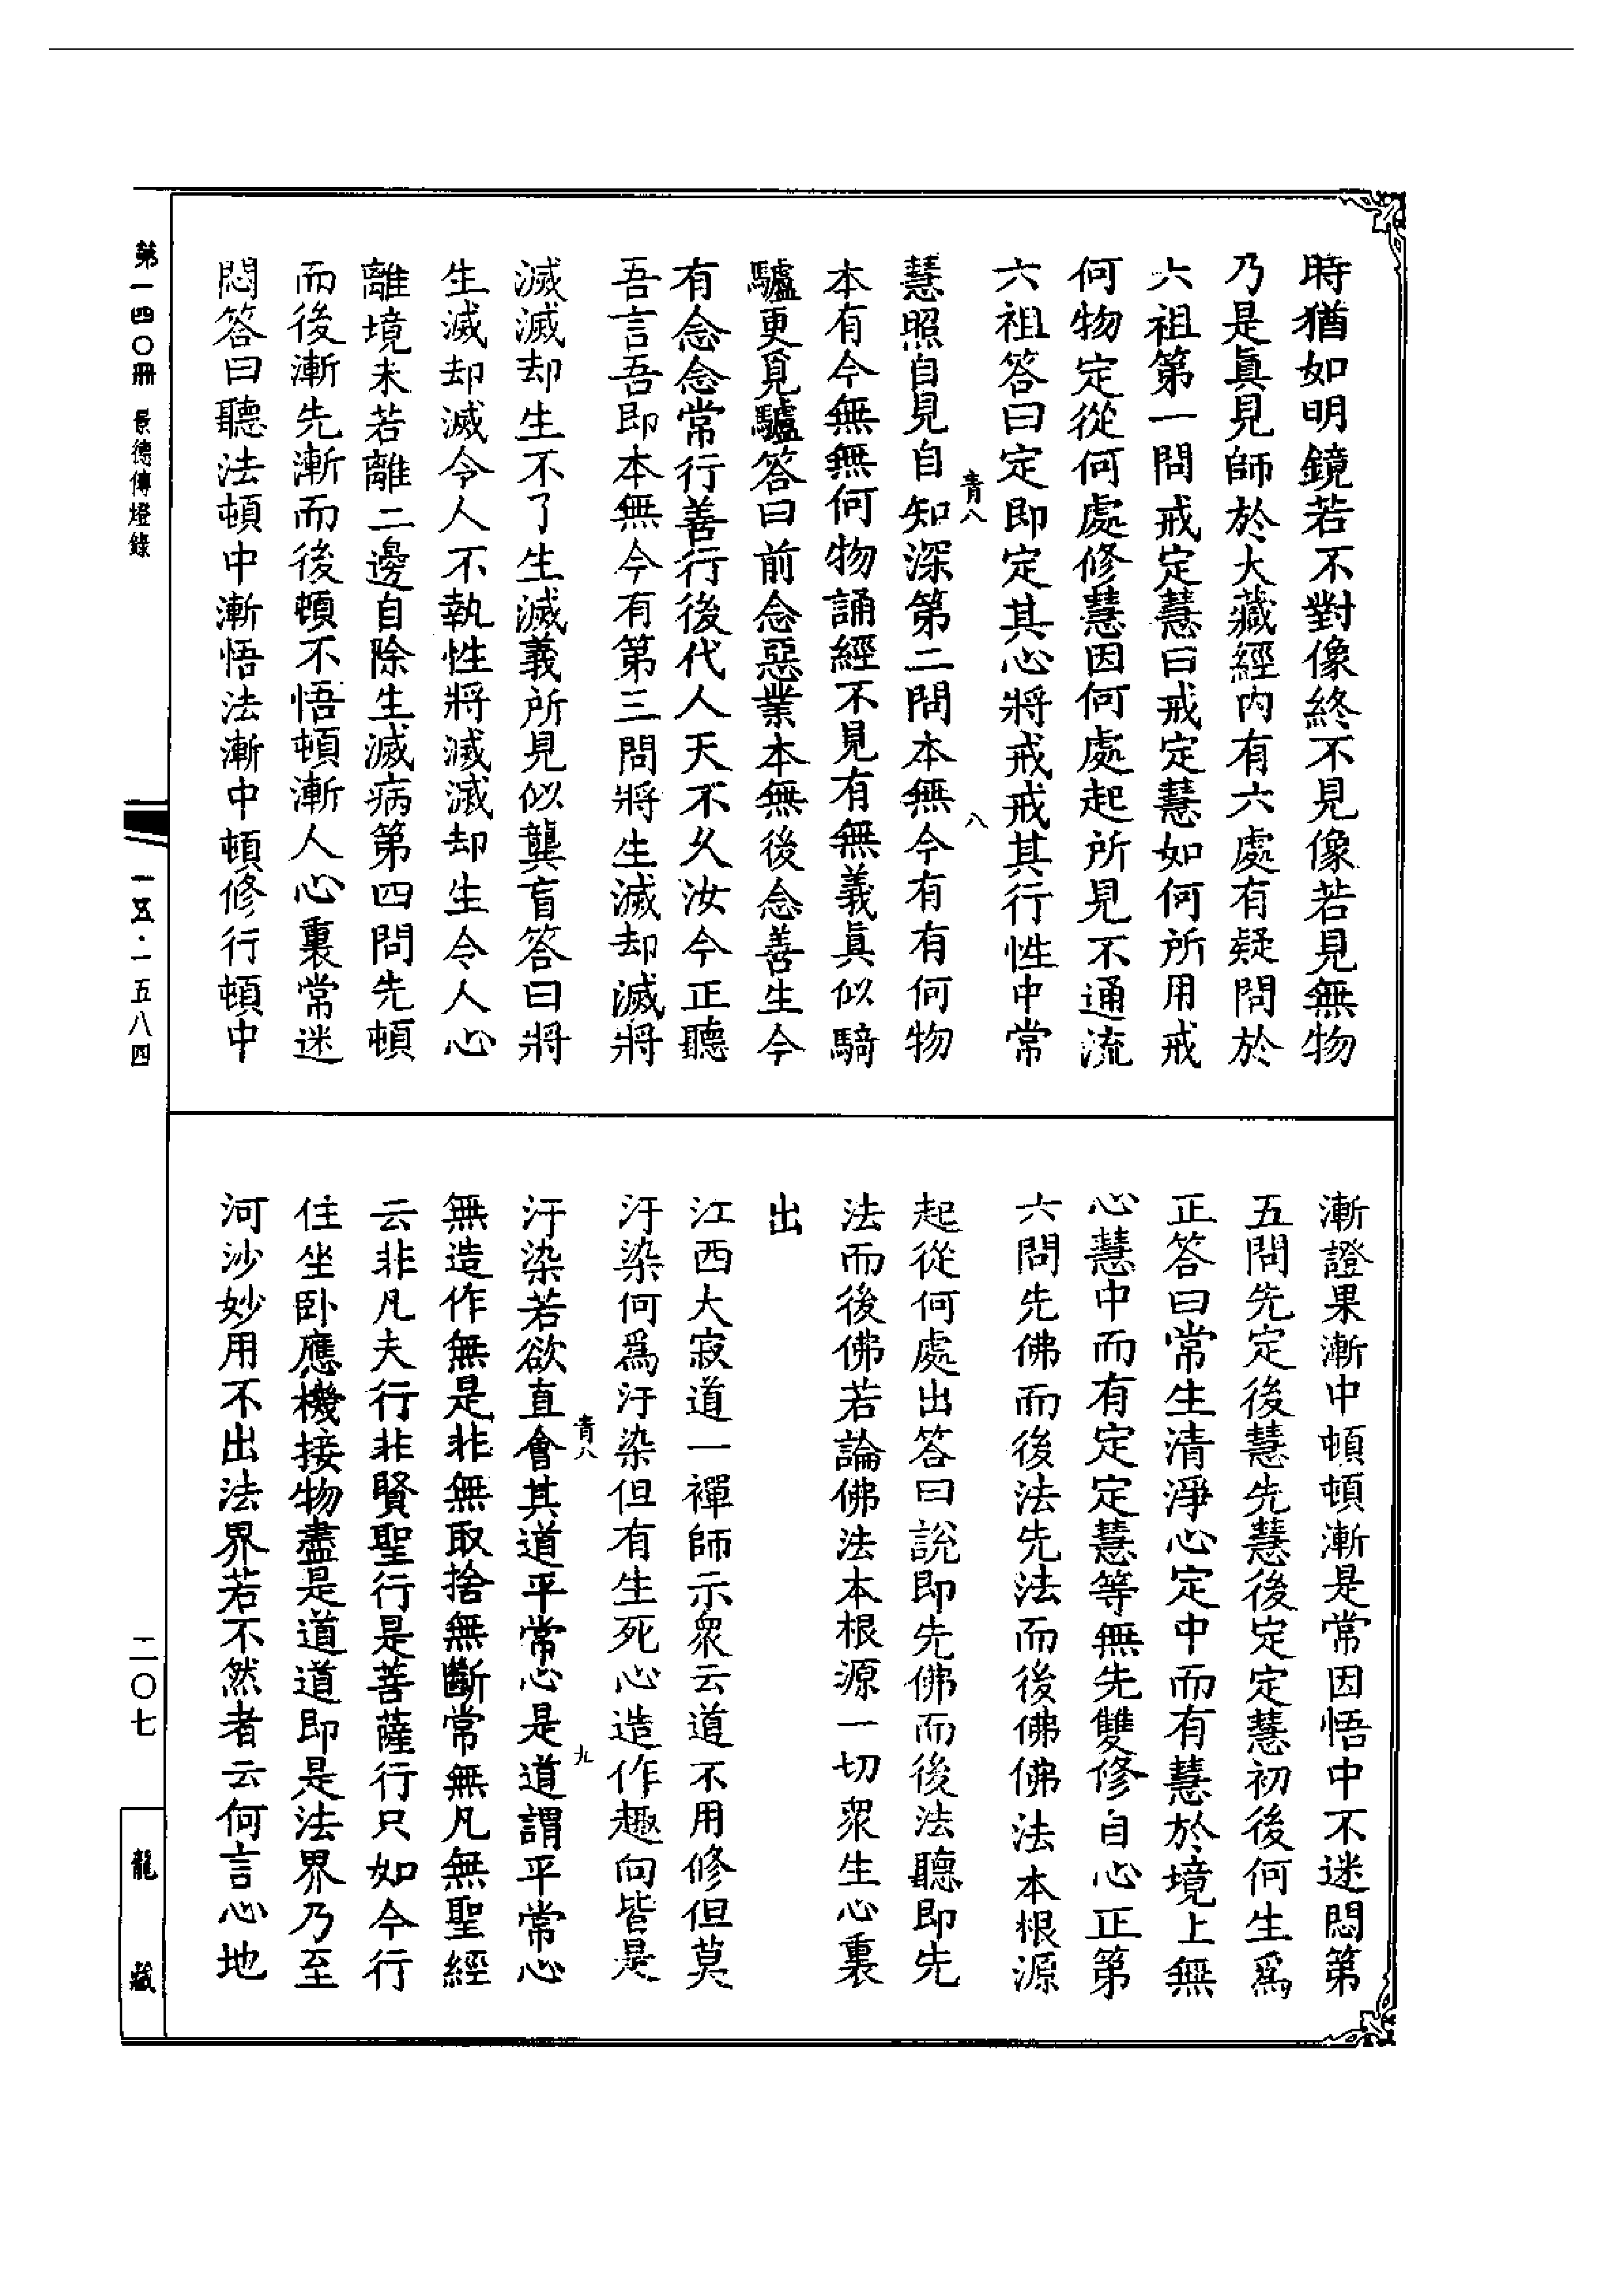 時猶如明鏡若不對像終不見像若見無物
乃是真見師於大藏經內有六處有疑問於
六祖第一問戒定慧曰戒定慧如何所用戒
何物定從何處修慧因何處起所見不通流
六祖答曰定即定其心將戒戒其行性中常
青八　八
慧照自見自知深第二問本無今有有何物
本有今無無何物誦經不見有無義真似騎
驢更覓驢答曰前念惡業本無後念善生今
有念念常行善行後代人天不久汝今正聽
吾言吾即本無今有第三問將生滅却滅將
滅滅却生不了生滅義所見似聾盲答曰將
生滅却滅令人不執性將滅滅却生令人心
離境未若離二邊自除生滅病第四問先頓
而後漸先漸而後頓不悟頓漸人心裏常迷
悶答曰聽法頓中漸悟法漸中頓修行頓中
漸證果漸中頓頓漸是常因悟中不迷悶第
五問先定後慧先慧後定定慧初後何生爲
正答曰常生清淨心定中而有慧於境上無
心慧中而有定定慧等無先雙修自心正第
六問先佛而後法先法而後佛佛法本根源
起從何處出答曰說即先佛而後法聽即先
法而後佛若論佛法本根源一切眾生心裏
出
江西大寂道一禪師示眾云道不用修但莫
汙染何爲汙染但有生死心造作趣向皆是
青八　九
汙染若欲直會其道平常心是道謂平常心
無造作無是非無取捨無斷常無凡無聖經
云非凡夫行非賢聖行是菩薩行只如今行
住坐卧應機接物盡是道道即是法界乃至
河沙妙用不出法界若不然者云何言心地
第一四〇冊　景德傳燈錄
一五·一五八四
二〇七
龍藏